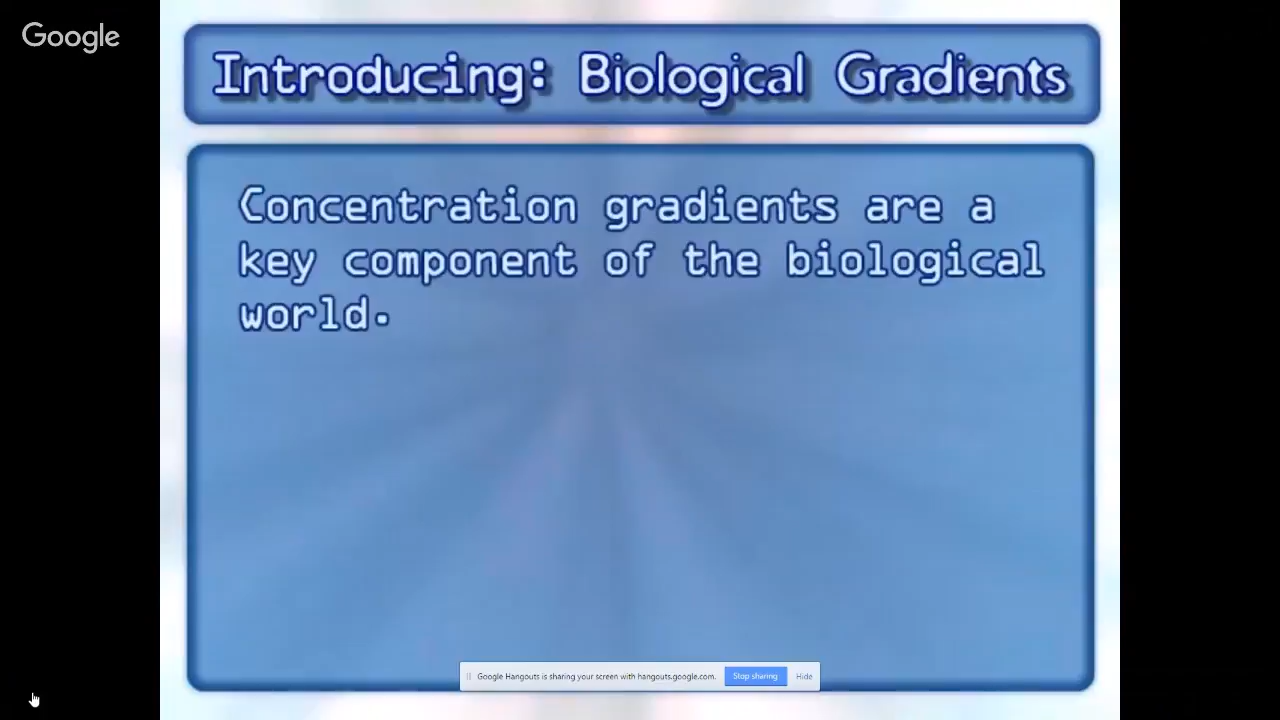 Google
Introducing: Biological Gradients
Concentration gradients are a
key component of the biological
world.
Google Hangouts is sharing your screen with hangouts.google.com. Stop sharing Hide